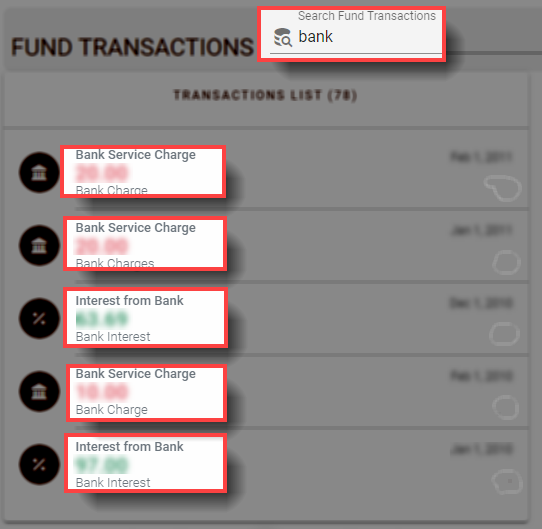 Search Fund Transactions
FUND TRANSACTIONS
bank
TRANSACTIONS LIST (78)
Bank Service Charge
Feb 1, 2011
20.00
Bank Charge
Bank Service Charge
Jan 1, 2011
20.00
Bank Charges
Interest from Bank
Dec 1, 2010
63.69
Bank Interest
Bank Service Charge
Feb 1, 2010
10.00
Bank Charge
Interest from Bank
Jan 1, 2010
97.00
Bank Interest